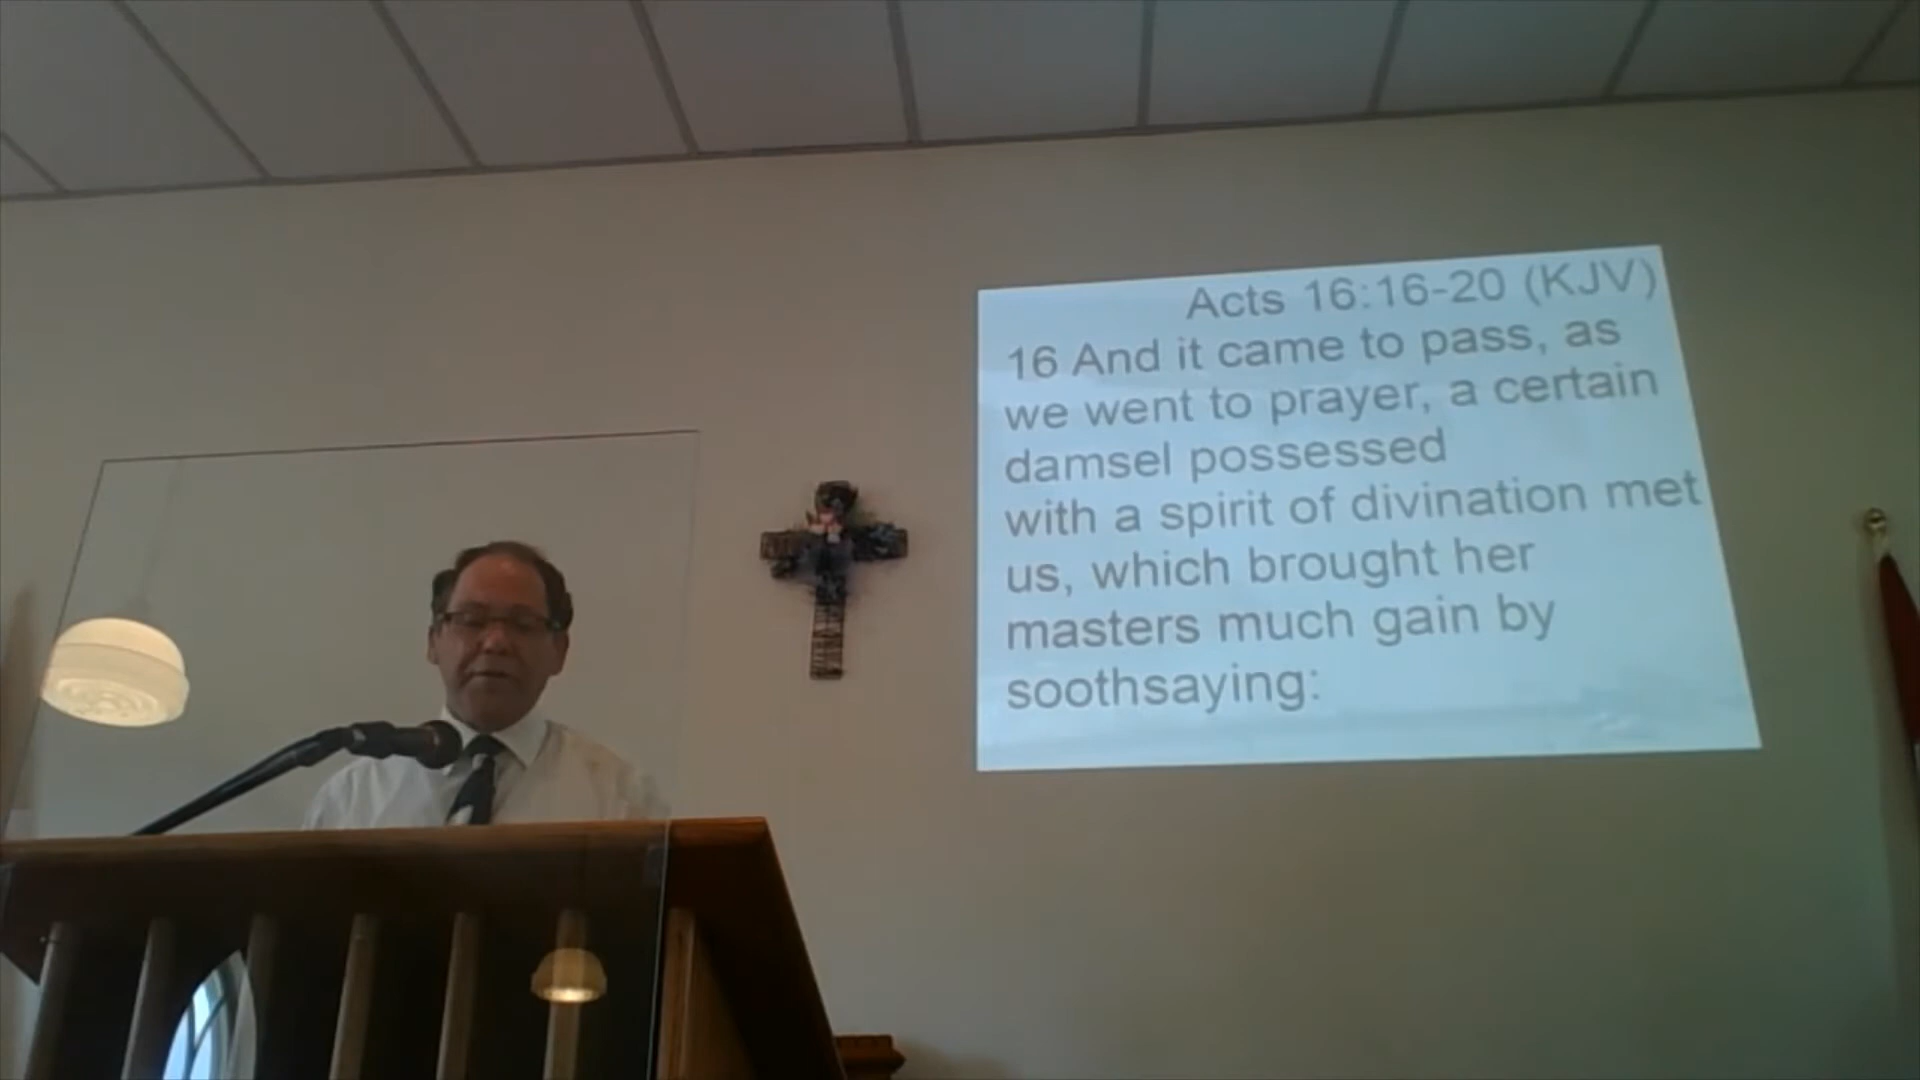 Acts 16:16-20 (KJV)
16 And it came to pass, as
we went to prayer, a certain
damsel possessed
with a spirit of divination met
us, which brought her
masters much gain by
soothsaying: